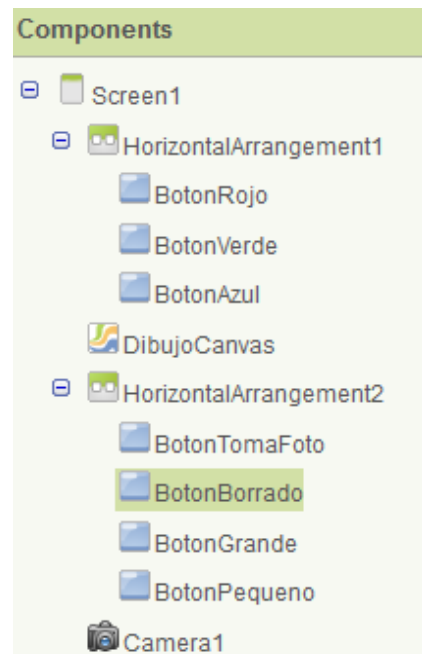 Components
Screen1
HorizontalArrangement1
BotonRojo
BotonVerde
BotonAzul
DibujoCanvas
HorizontalArrangement2
BotonTomaFoto
BotonBorrado
BotonGrande
BotonPequeno
Camera1